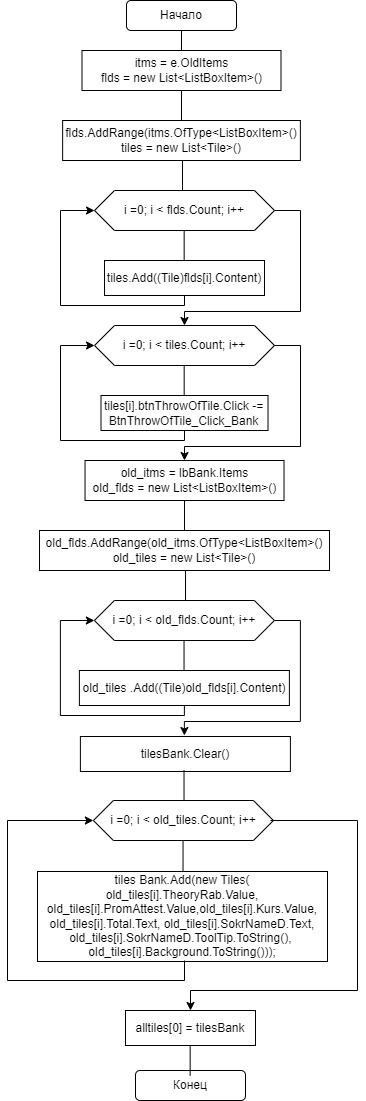 Начало
itms = e.OldItems
flds = new List<ListBoxItem>()
flds.AddRange(itms.OfType<ListBoxItem>()
tiles = new List<Tile>()
i =0; i < flds.Count; i++
tiles.Add((Tile)flds[i].Content)
i =0; i < tiles.Count; i++
tiles[i].btnThrowOfTile.Click -=
BtnThrowOfTile_Click_Bank
old_itms = lbBank.Items
old_flds = new List<ListBoxItem>()
old_flds.AddRange(old_itms.OfType<ListBoxItem>()
old_tiles = new List<Tile>()
i =0; i < old_flds.Count; i++
old_tiles .Add((Tile)old_flds[i].Content)
tilesBank.Clear()
i =0; i < old_tiles.Count; i++
tiles Bank.Add(new Tiles(
old_tiles[i].TheoryRab.Value,
old_tiles[i].PromAttest.Value,old_tiles[i].Kurs.Value,
old_tiles[i].Total.Text, old_tiles[i].SokrNameD.Text,
old_tiles[i].SokrNameD.ToolTip.ToString(),
old_tiles[i].Background.ToString()));
alltiles[0] = tilesBank
Конец